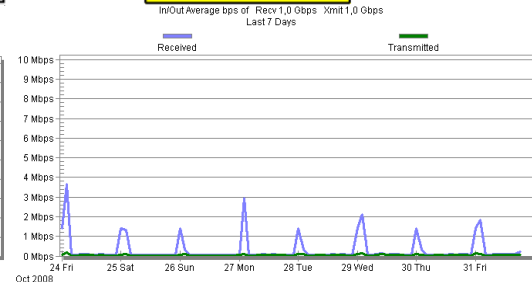 In/Out Average bps of Recv 1,0 Gbps Xmit 1,0 Gbps
Last 7 Days
Received Transmitted
10 Mbps
9 Mbps
8 Mbps
7 Mbps
6 Mbps
5 Mbps
4 Mbps
3 Mbps
2 Mbps
1 Mbps
0 Mbps
24 Fri 25 Sat 26 Sun 27 Mon 28 Tue 29 Wed 30 Thu 31 Fri
Oct 2008